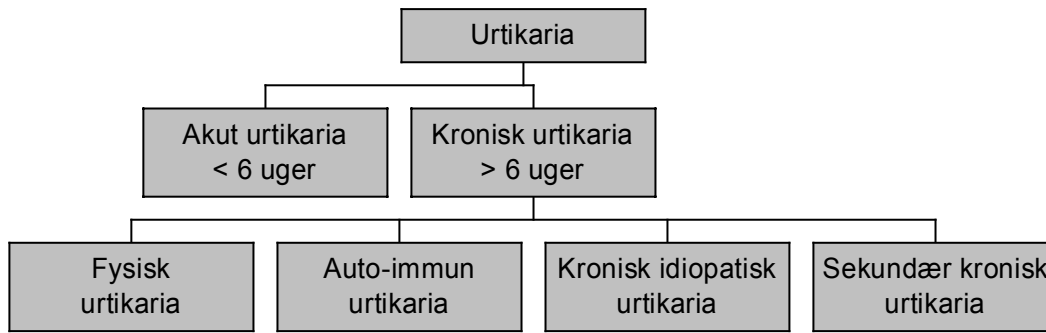 Urtikaria
Akut urtikaria
< 6 uger
Kronisk urtikaria
> 6 uger
Fysisk
urtikaria
Auto-immun
urtikaria
Kronisk idiopatisk
urtikaria
Sekundær kronisk
urtikaria